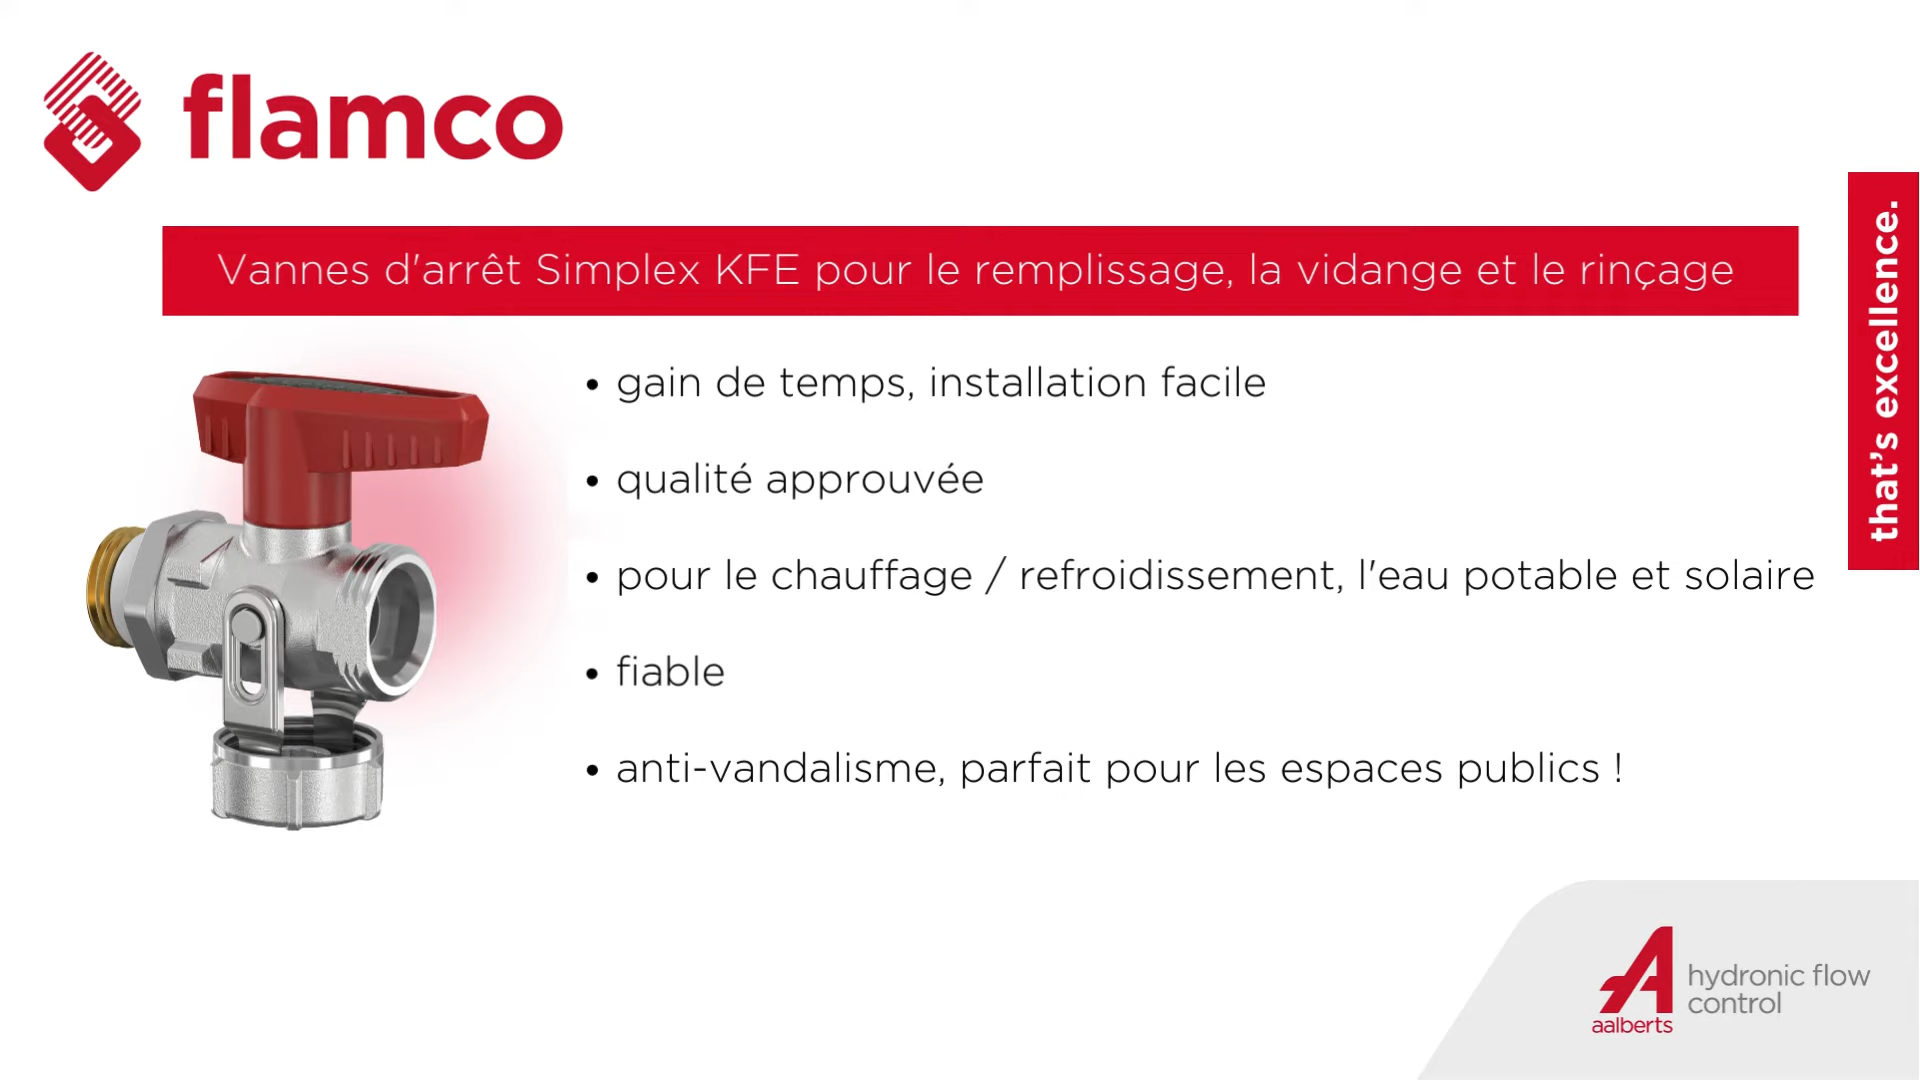 flamco
Vannes d'arrêt Simplex KFE pour le remplissage, la vidange et le rinçage
• gain de temps, installation facile
• qualité approuvée
• pour le chauffage / refroidissement, l'eau potable et solaire
• fiable
• anti-vandalisme, parfait pour les espaces publics !
that's excellence.
aalberts
hydronic flow
control